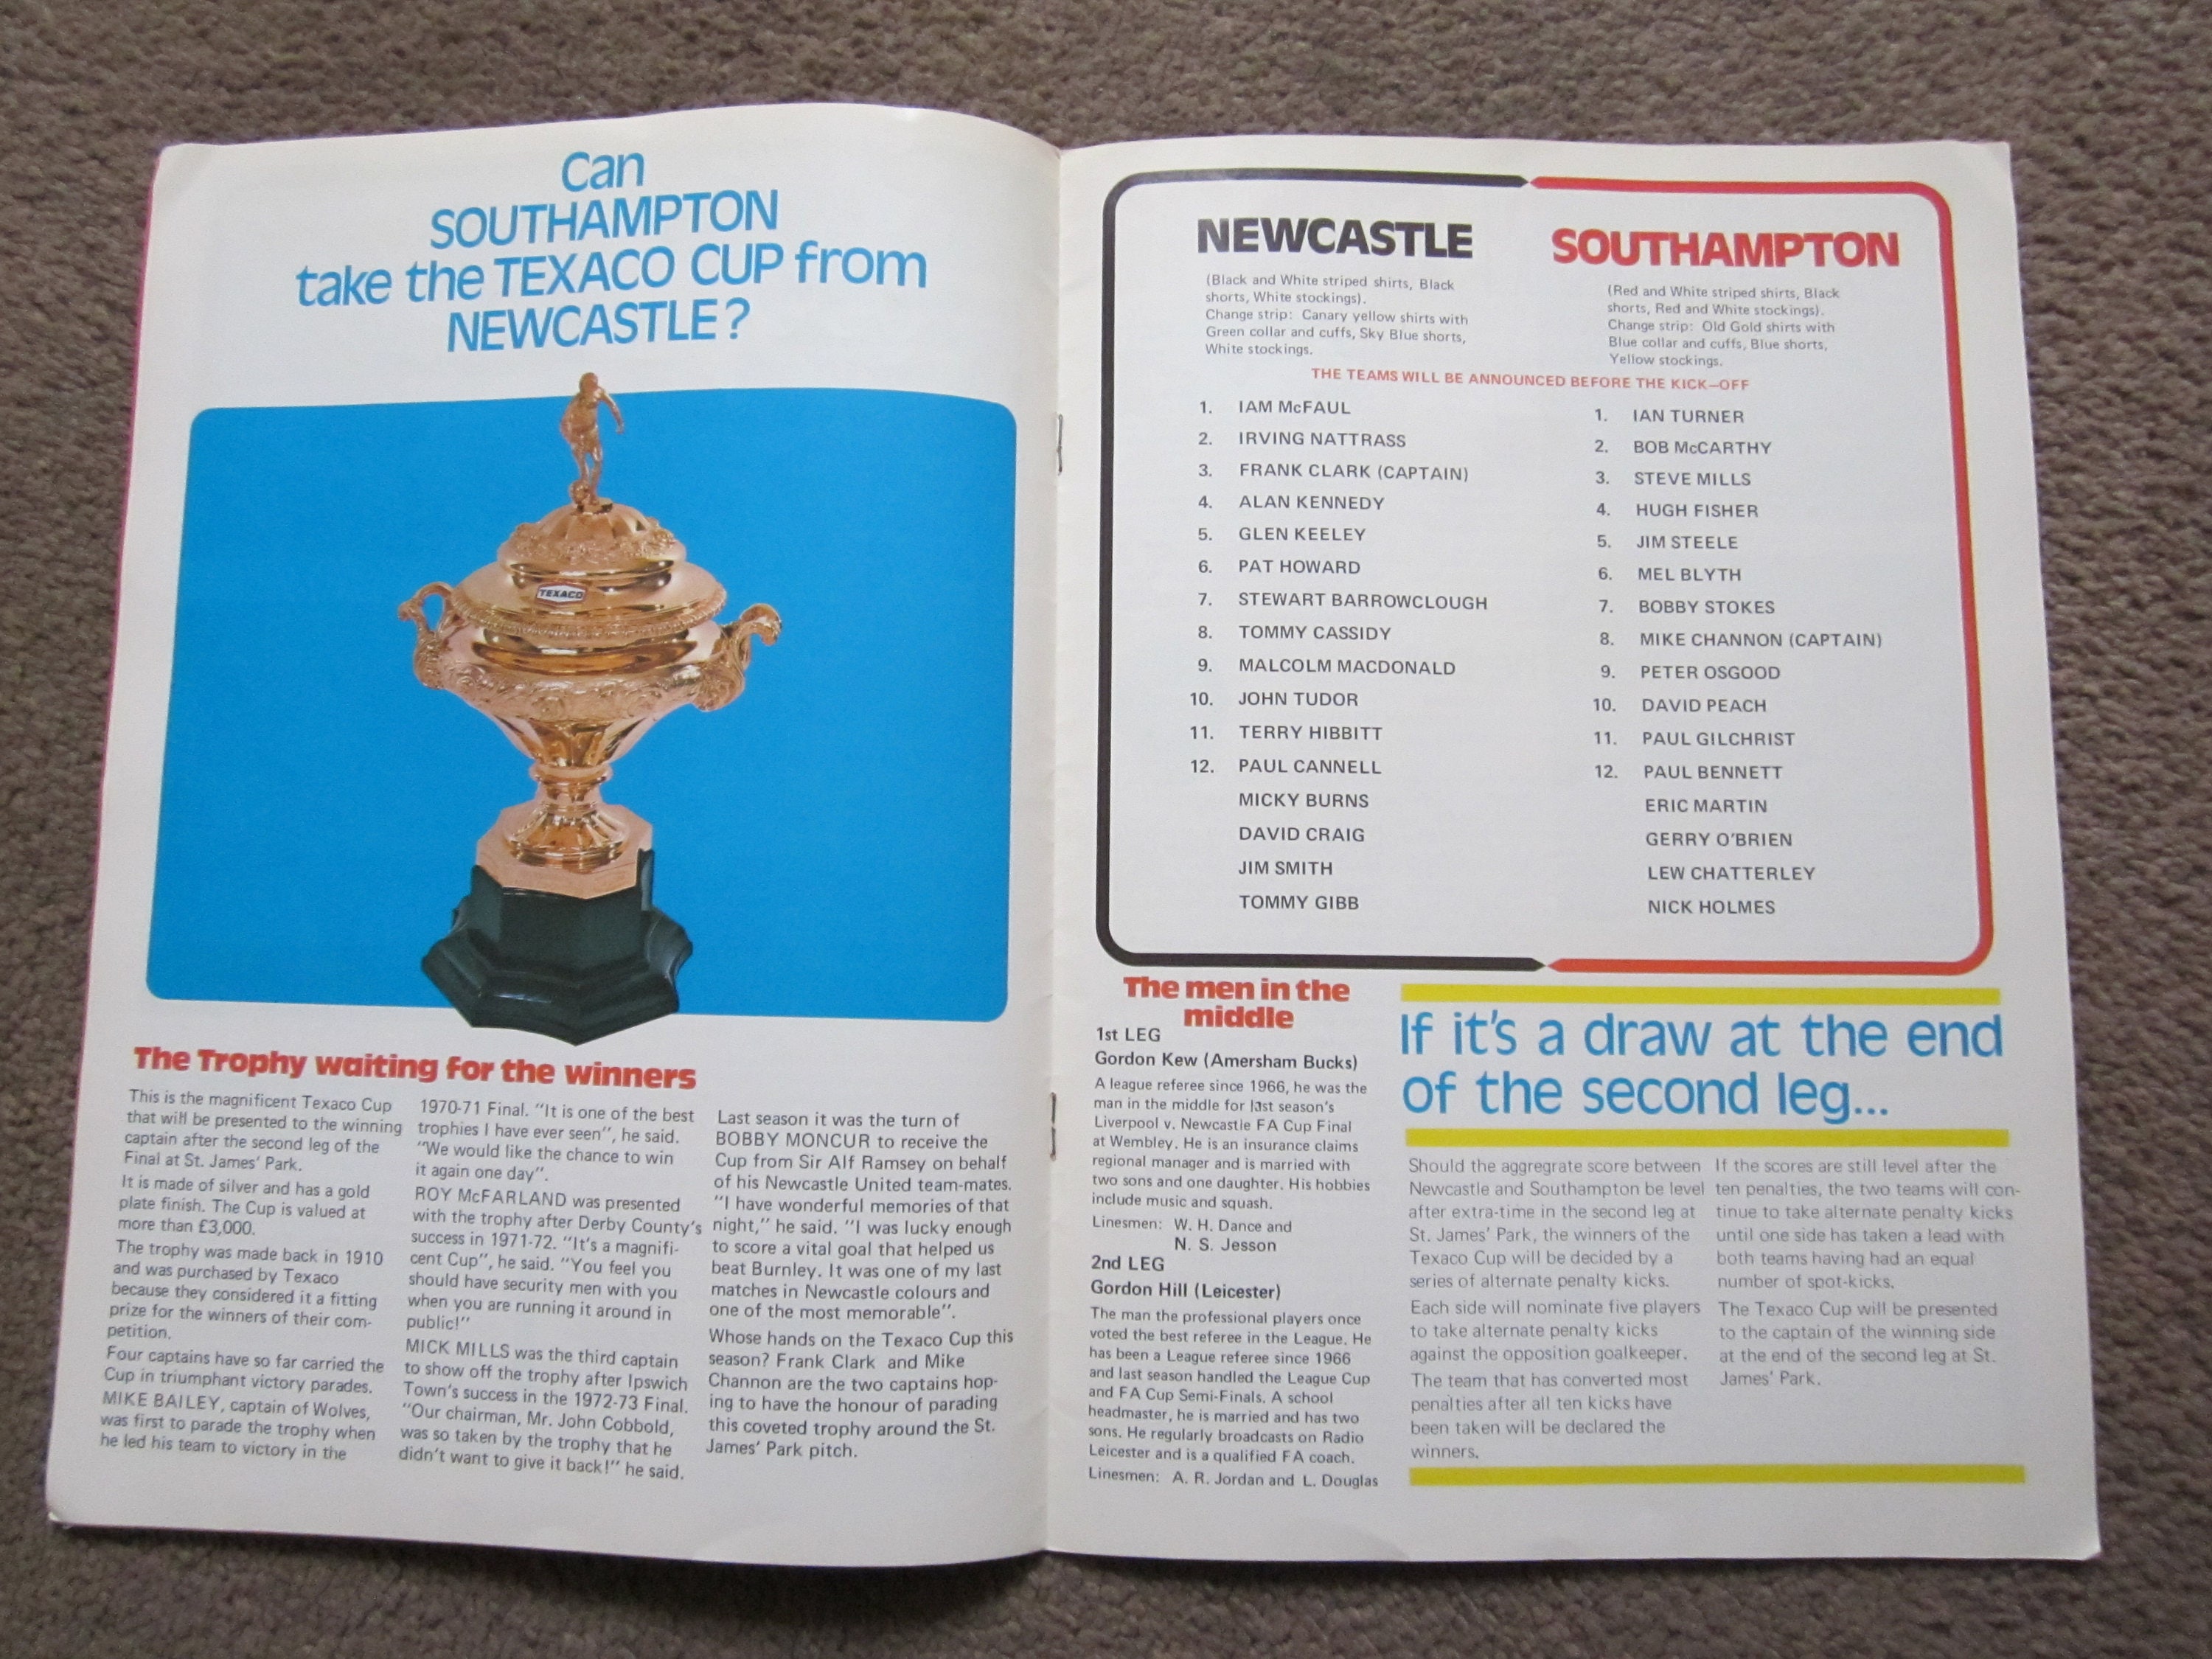 Can
SOUTHAMPTON
take the TEXACO CUP from
NEWCASTLE?
TEXACO
The Trophy waiting for the winners
This is the magnificent Texaco Cup
that will be presented to the winning
captain after the second leg of the
Final at St. James' Park.
It is made of silver and has a gold
plate finish. The Cup is valued at
more than £3,000.
The trophy was made back in 1910
and was purchased by Texaco
because they considered it a fitting
prize for the winners of their com-
petition.
Four captains have so far carried the
Cup in triumphant victory parades.
MIKE BAILEY, captain of Wolves,
was first to parade the trophy when
he led his team to victory in the
1970-71 Final. "It is one of the best
trophies I have ever seen", he said.
"We would like the chance to win
it again one day".
ROY McFARLAND was presented
with the trophy after Derby County's
success in 1971-72. "It's a magnifi-
cent Cup", he said. "You feel you
should have security men with you
when you are running it around in
public!"
MICK MILLS was the third captain
to show off the trophy after Ipswich
Town's success in the 1972-73 Final.
"Our chairman, Mr. John Cobbold,
was so taken by the trophy that he
didn't want to give it back!" he said.
Last season it was the turn of
BOBBY MONCUR to receive the
Cup from Sir Alf Ramsey on behalf
of his Newcastle United team-mates.
"I have wonderful memories of that
night," he said. "I was lucky enough
to score a vital goal that helped us
beat Burnley. It was one of my last
matches in Newcastle colours and
one of the most memorable".
Whose hands on the Texaco Cup this
season? Frank Clark and Mike
Channon are the two captains hop-
ing to have the honour of parading
this coveted trophy around the St.
James' Park pitch.
NEWCASTLE
(Black and White striped shirts, Black
shorts, White stockings).
Change strip: Canary yellow shirts with
Green collar and cuffs, Sky Blue shorts,
White stockings.
SOUTHAMPTON
(Red and White striped shirts, Black
shorts, Red and White stockings).
Change strip: Old Gold shirts with
Blue collar and cuffs, Blue shorts,
Yellow stockings.
THE TEAMS WILL BE ANNOUNCED BEFORE THE KICK-OFF
1. IAM McFAUL
2. IRVING NATTRASS
3. FRANK CLARK (CAPTAIN)
4. ALAN KENNEDY
5. GLEN KEELEY
6. PAT HOWARD
7. STEWART BARROWCLOUGH
8. TOMMY CASSIDY
9. MALCOLM MACDONALD
10. JOHN TUDOR
11. TERRY HIBBITT
12. PAUL CANNELL
MICKY BURNS
DAVID CRAIG
JIM SMITH
TOMMY GIBB
1. IAN TURNER
2. BOB McCARTHY
3. STEVE MILLS
4. HUGH FISHER
5. JIM STEELE
6. MEL BLYTH
7. BOBBY STOKES
8. MIKE CHANNON (CAPTAIN)
9. PETER OSGOOD
10. DAVID PEACH
11. PAUL GILCHRIST
12. PAUL BENNETT
ERIC MARTIN
GERRY O'BRIEN
LEW CHATTERLEY
NICK HOLMES
The men in the
middle
1st LEG
Gordon Kew (Amersham Bucks)
A league referee since 1966, he was the
man in the middle for last season's
Liverpool v. Newcastle FA Cup Final
at Wembley. He is an insurance claims
regional manager and is married with
two sons and one daughter. His hobbies
include music and squash.
Linesmen: W. H. Dance and
N. S. Jesson
2nd LEG
Gordon Hill (Leicester)
The man the professional players once
voted the best referee in the League. He
has been a League referee since 1966
and last season handled the League Cup
and FA Cup Semi-Finals. A school
headmaster, he is married and has two
sons. He regularly broadcasts on Radio
Leicester and is a qualified FA coach.
Linesmen: A. R. Jordan and L. Douglas
If it's a draw at the end
of the second leg...
Should the aggregrate score between
Newcastle and Southampton be level
after extra-time in the second leg at
St. James' Park, the winners of the
Texaco Cup will be decided by a
series of alternate penalty kicks.
Each side will nominate five players
to take alternate penalty kicks
against the opposition goalkeeper.
The team that has converted most
penalties after all ten kicks have
been taken will be declared the
winners.
If the scores are still level after the
ten penalties, the two teams will con-
tinue to take alternate penalty kicks
until one side has taken a lead with
both teams having had an equal
number of spot-kicks.
The Texaco Cup will be presented
to the captain of the winning side
at the end of the second leg at St.
James' Park.